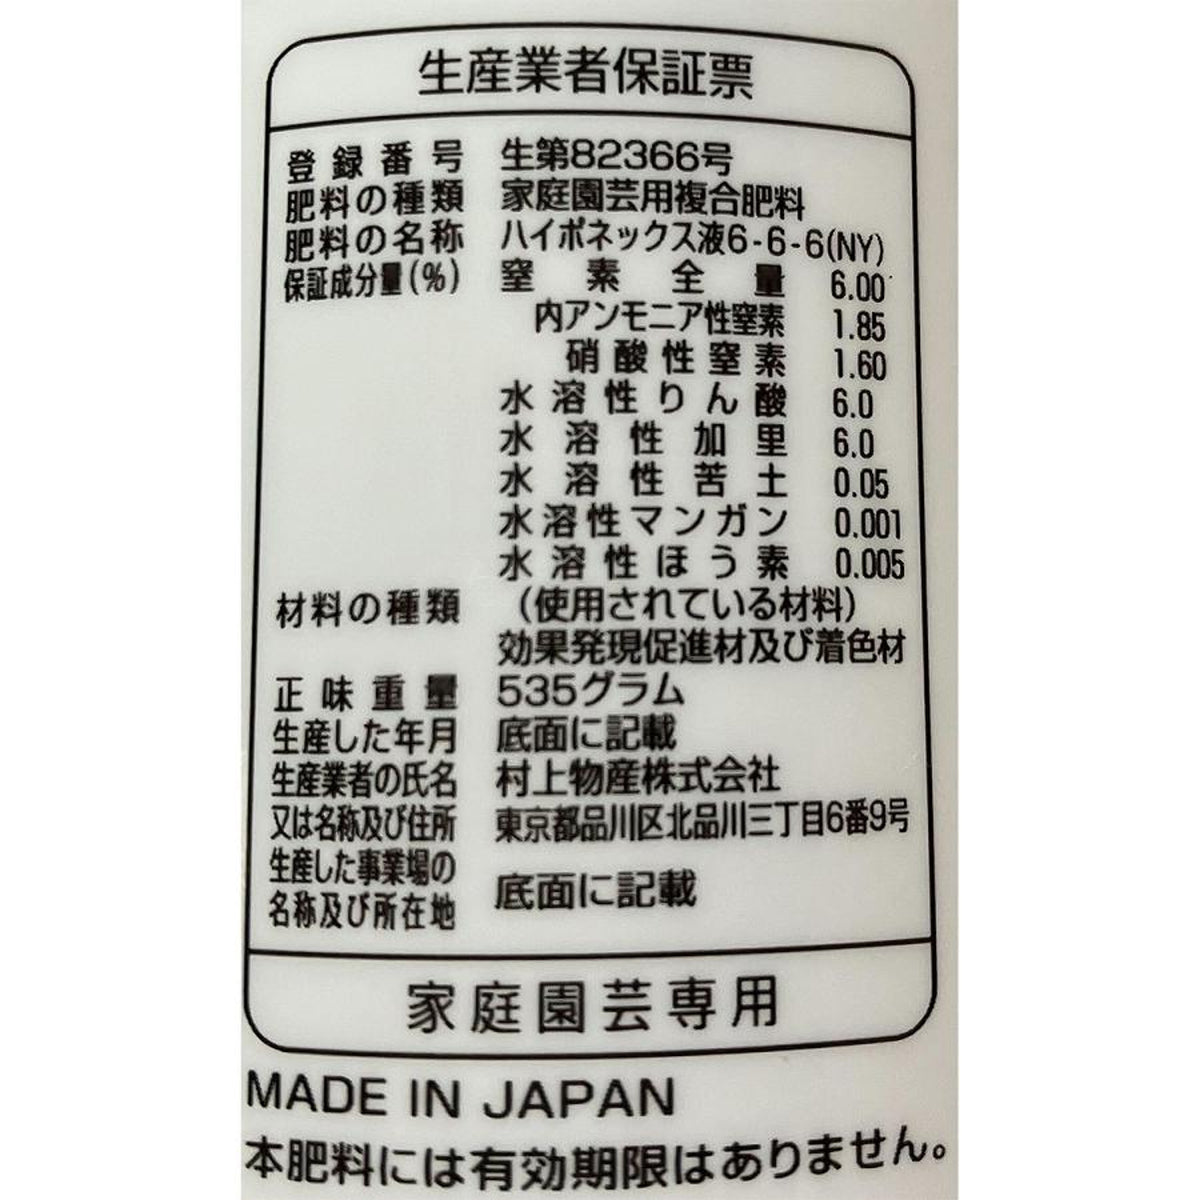 生産業者保証票
登録番号 生第82366号
肥料の種類 家庭園芸用複合肥料
肥料の名称 ハイポネックス液6-6-6(NY)
保証成分量(%) 窒素全量 6.00
内アンモニア性窒素 1.85
硝酸性窒素 1.60
水溶性りん酸 6.0
水溶性加里 6.0
水溶性苦土 0.05
水溶性マンガン 0.001
水溶性ほう素 0.005
材料の種類 (使用されている材料)
効果発現促進材及び着色材
正味重量 535グラム
生産した年月 底面に記載
生産業者の氏名 村上物産株式会社
又は名称及び住所 東京都品川区北品川三丁目6番9号
生産した事業場の
名称及び所在地 底面に記載
家庭園芸専用
MADE IN JAPAN
本肥料には有効期限はありません。